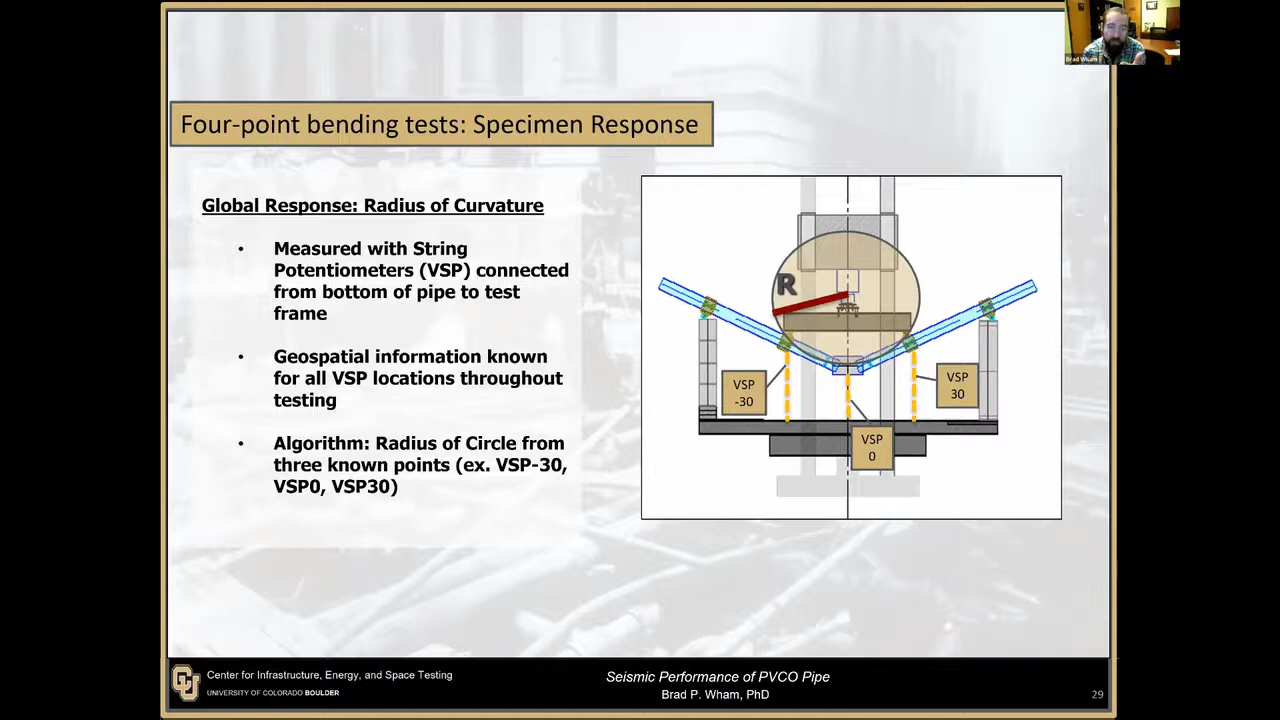 Brad Wham
Four-point bending tests: Specimen Response
Global Response: Radius of Curvature
• Measured with String
Potentiometers (VSP) connected
from bottom of pipe to test
frame
• Geospatial information known
for all VSP locations throughout
testing
• Algorithm: Radius of Circle from
three known points (ex. VSP-30,
VSP0, VSP30)
R
VSP
-30
VSP
30
VSP
0
CU
Center for Infrastructure, Energy, and Space Testing
UNIVERSITY OF COLORADO BOULDER
Seismic Performance of PVCO Pipe
Brad P. Wham, PhD
29